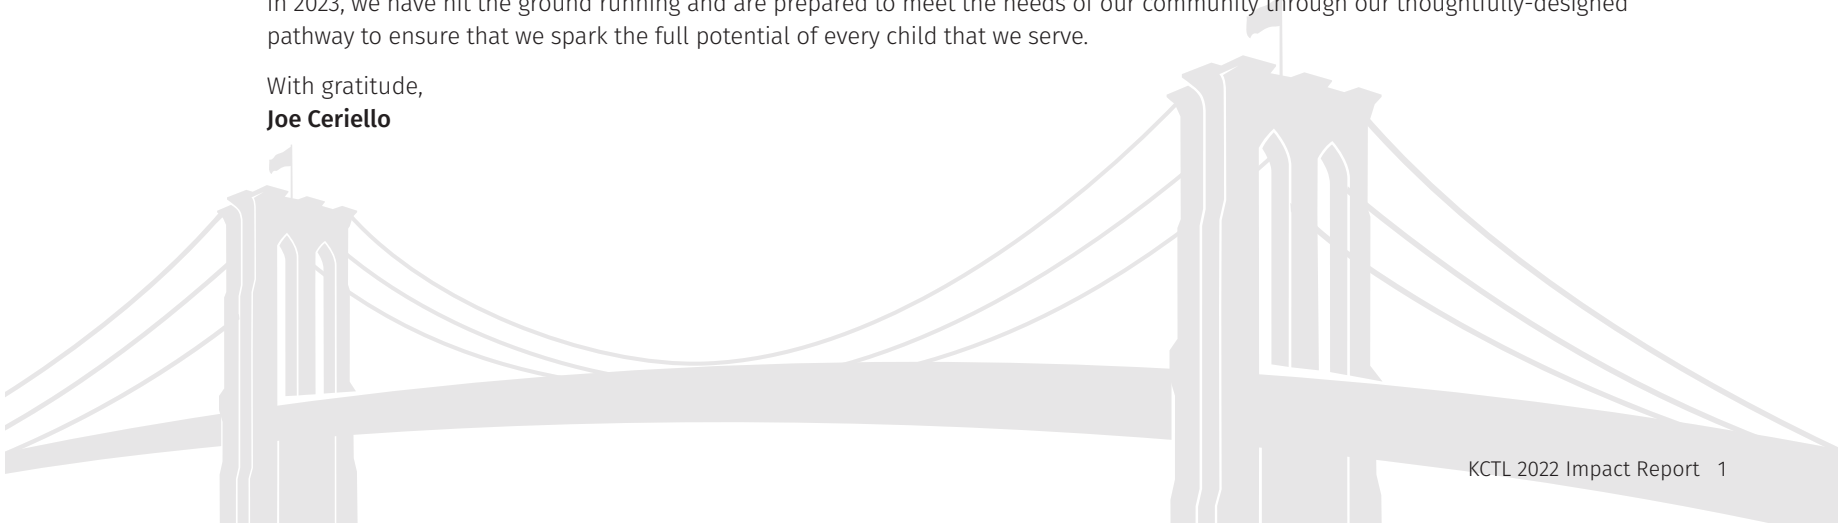 In 2023, we have hit the ground running and are prepared to meet the needs of our community through our thoughtfully-designed
pathway to ensure that we spark the full potential of every child that we serve.
With gratitude,
Joe Ceriello
KCTL 2022 Impact Report 1